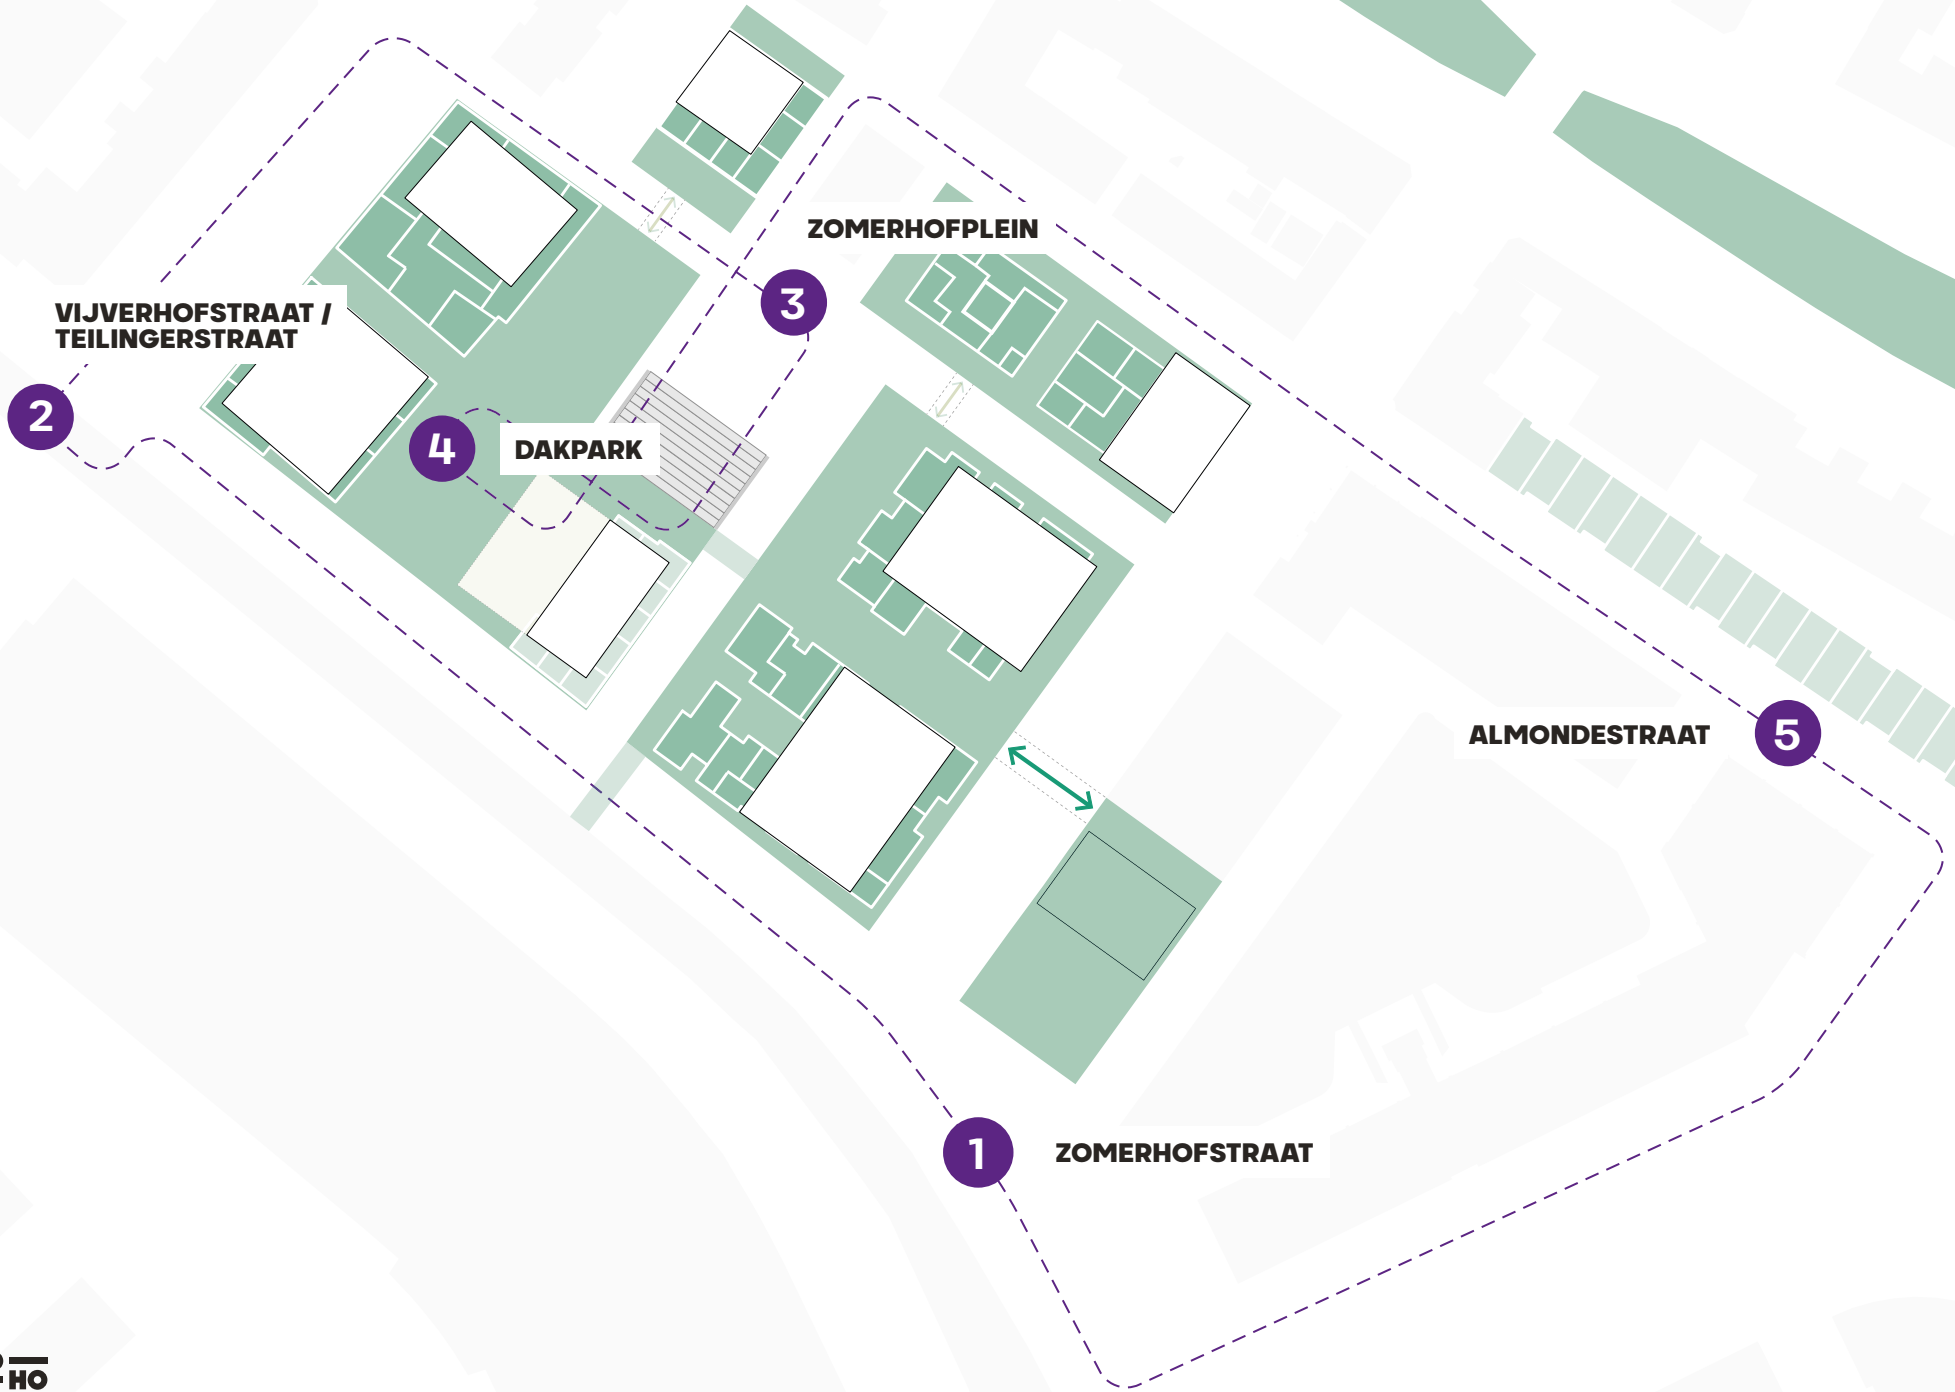 ZOMERHOFPLEIN
3
VIJVERHOFSTRAAT /
TEILINGERSTRAAT
2
4
DAKPARK
ALMONDESTRAAT
5
1
ZOMERHOFSTRAAT
HO